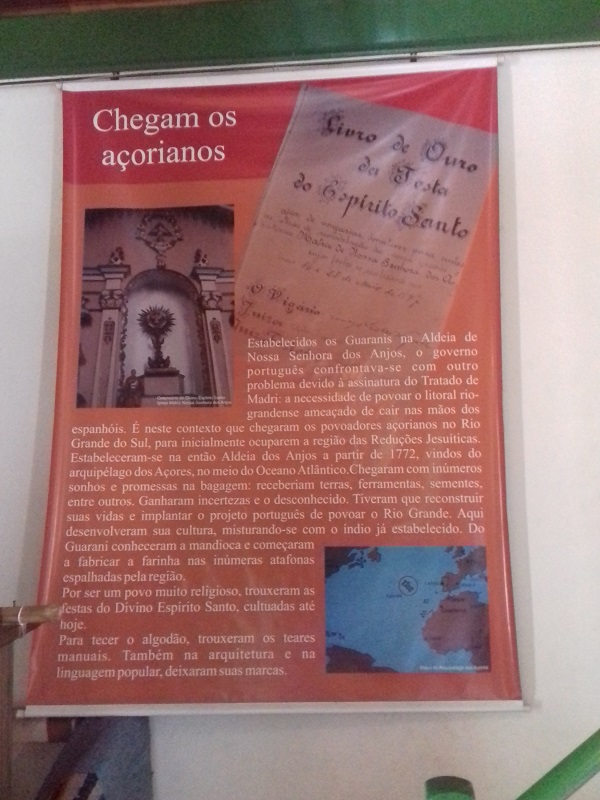 Chegam os
açorianos
Livro de Ouro
da Festa
do Espírito Santo
O Vigário
Estabelecidos os Guaranis na Aldeia de
Nossa Senhora dos Anjos, o governo
português confrontava-se com outro
problema devido à assinatura do Tratado de
Madri: a necessidade de povoar o litoral rio-
grandense ameaçado de cair nas mãos dos
espanhóis. É neste contexto que chegaram os povoadores açorianos no Rio
Grande do Sul, para inicialmente ocuparem a região das Reduções Jesuíticas.
Estabeleceram-se na então Aldeia dos Anjos a partir de 1772, vindos do
arquipélago dos Açores, no meio do Oceano Atlântico.Chegaram com inúmeros
sonhos e promessas na bagagem: receberiam terras, ferramentas, sementes,
entre outros. Ganharam incertezas e o desconhecido. Tiveram que reconstruir
suas vidas e implantar o projeto português de povoar o Rio Grande. Aqui
desenvolveram sua cultura, misturando-se com o índio já estabelecido. Do
Guarani conheceram a mandioca e começaram
a fabricar a farinha nas inúmeras atafonas
espalhadas pela região.
Por ser um povo muito religioso, trouxeram as
festas do Divino Espírito Santo, cultuadas até
hoje.
Para tecer o algodão, trouxeram os teares
manuais. Também na arquitetura e na
linguagem popular, deixaram suas marcas.